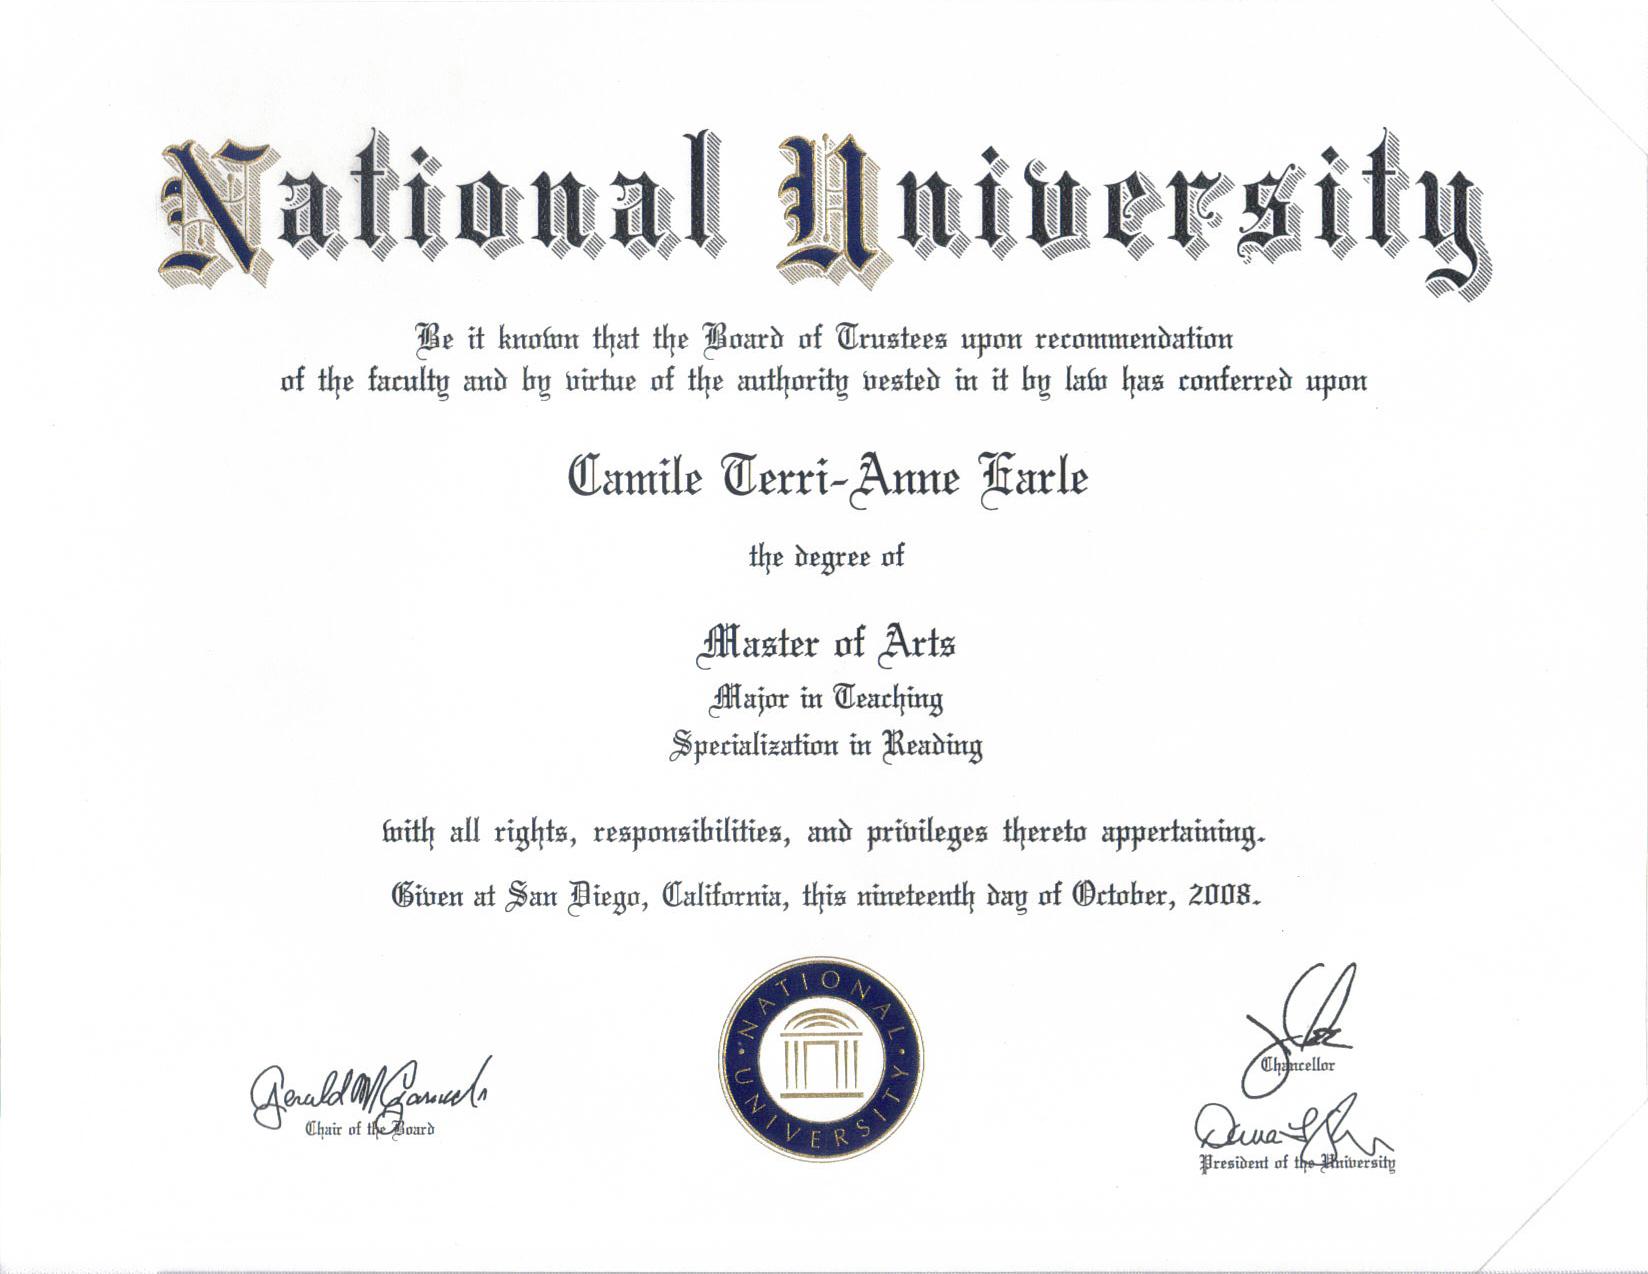 National University
Be it known that the Board of Trustees upon recommendation
of the faculty and by virtue of the authority vested in it by law has conferred upon
Camile Terri-Anne Earle
the degree of
Master of Arts
Major in Teaching
Specialization in Reading
with all rights, responsibilities, and privileges thereto appertaining.
Given at San Diego, California, this nineteenth day of October, 2008.
NATIONAL
UNIVERSITY
Chancellor
Gerald M
Chair of the Board
Dana
President of the University